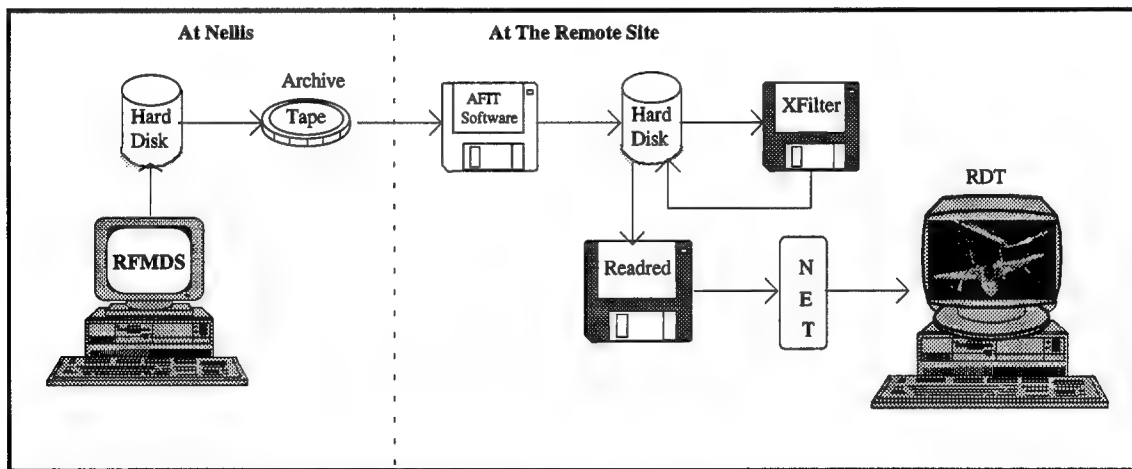 At Nellis
At The Remote Site
Archive
Hard
Disk
Tape
AFIT
Software
Hard
Disk
XFilter
RDT
RFMDS
Readred
N
E
T